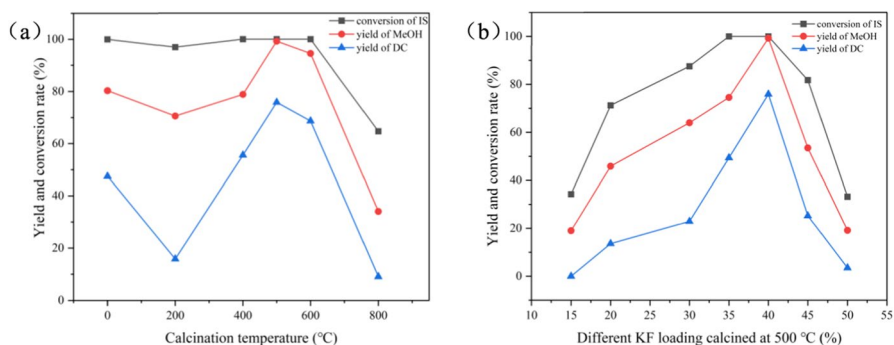 (a)
conversion of IS
yield of MeOH
yield of DC
Yield and conversion rate (%)
100
80
60
40
20
0
0
200
400
600
800
Calcination temperature (℃)
(b)
conversion of IS
yield of MeOH
yield of DC
Yield and conversion rate (%)
100
80
60
40
20
0
10
15
20
25
30
35
40
45
50
55
Different KF loading calcined at 500 ℃ (%)